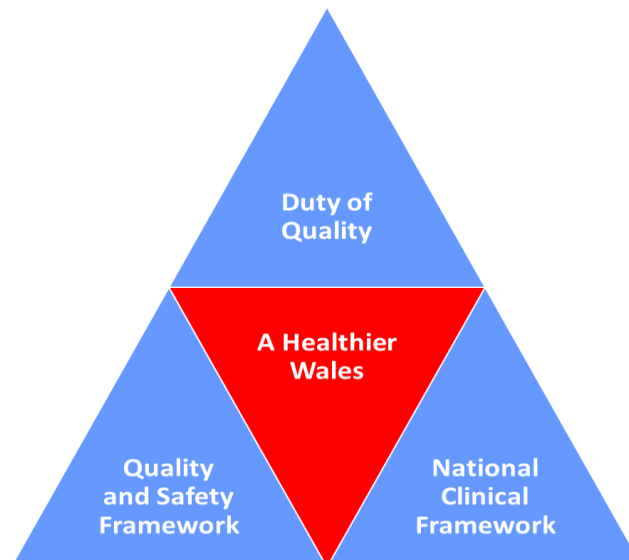 Duty of
Quality
A Healthier
Wales
Quality
and Safety
Framework
National
Clinical
Framework